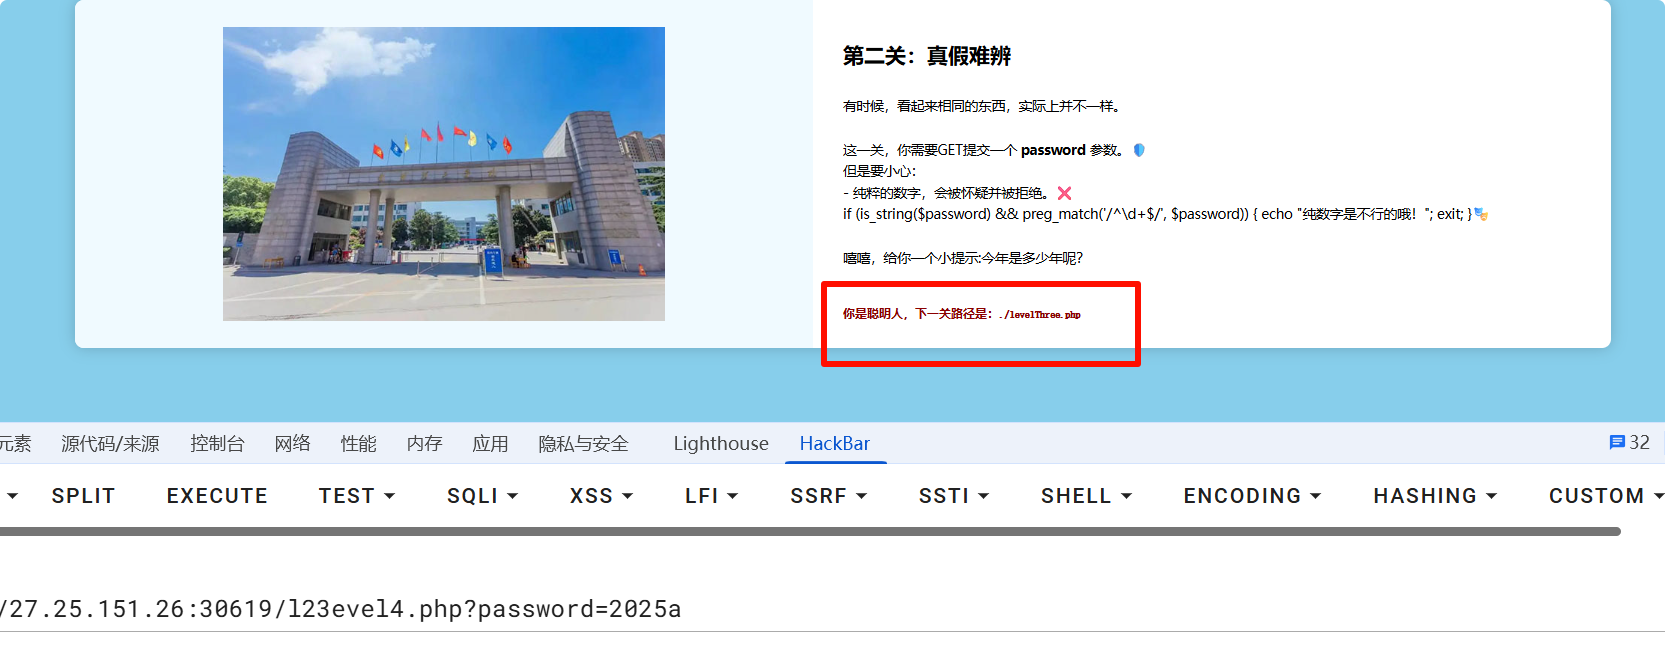 第二关：真假难辨
有时候，看起来相同的东西，实际上并不一样。
这一关，你需要GET提交一个 password 参数。
但是要小心：
- 纯粹的数字，会被怀疑并被拒绝。❌
if (is_string($password) && preg_match('/^\d+$/', $password)) { echo "纯数字是不行的哦！"; exit; }
嘻嘻，给你一个小提示:今年是多少年呢?
你是聪明人，下一关路径是：./levelThree.php
元素 源代码/来源 控制台 网络 性能 内存 应用 隐私与安全 Lighthouse HackBar 32
SPLIT EXECUTE TEST SQLI XSS LFI SSRF SSTI SHELL ENCODING HASHING CUSTOM
/27.25.151.26:30619/l23evel4.php?password=2025a